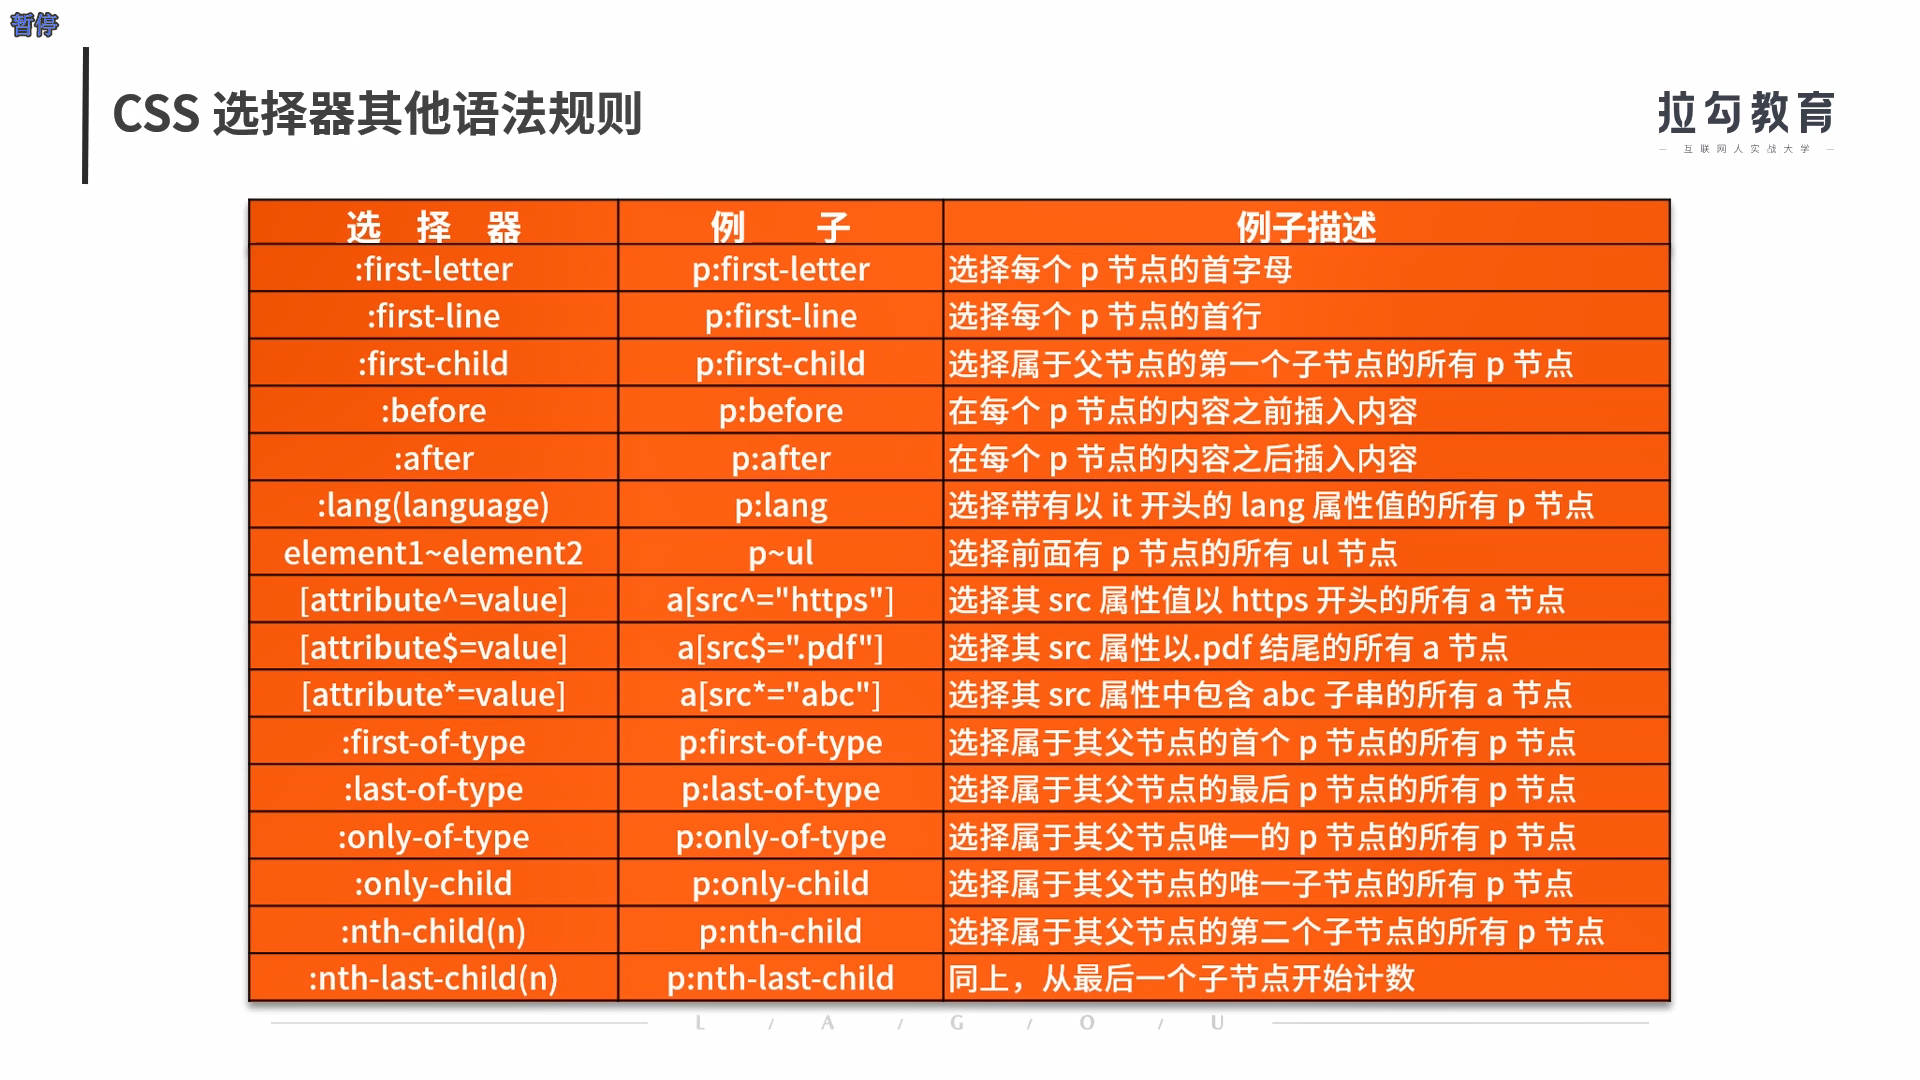 暂停
CSS 选择器其他语法规则
拉勾教育
互联网人实战大学
选 择 器 例 子 例子描述
:first-letter p:first-letter 选择每个 p 节点的首字母
:first-line p:first-line 选择每个 p 节点的首行
:first-child p:first-child 选择属于父节点的第一个子节点的所有 p 节点
:before p:before 在每个 p 节点的内容之前插入内容
:after p:after 在每个 p 节点的内容之后插入内容
:lang(language) p:lang 选择带有以 it 开头的 lang 属性值的所有 p 节点
element1~element2 p~ul 选择前面有 p 节点的所有 ul 节点
[attribute^=value] a[src^="https"] 选择其 src 属性值以 https 开头的所有 a 节点
[attribute$=value] a[src$=".pdf"] 选择其 src 属性以.pdf 结尾的所有 a 节点
[attribute*=value] a[src*="abc"] 选择其 src 属性中包含 abc 子串的所有 a 节点
:first-of-type p:first-of-type 选择属于其父节点的首个 p 节点的所有 p 节点
:last-of-type p:last-of-type 选择属于其父节点的最后 p 节点的所有 p 节点
:only-of-type p:only-of-type 选择属于其父节点唯一的 p 节点的所有 p 节点
:only-child p:only-child 选择属于其父节点的唯一子节点的所有 p 节点
:nth-child(n) p:nth-child 选择属于其父节点的第二个子节点的所有 p 节点
:nth-last-child(n) p:nth-last-child 同上，从最后一个子节点开始计数
L / A / G / O / U